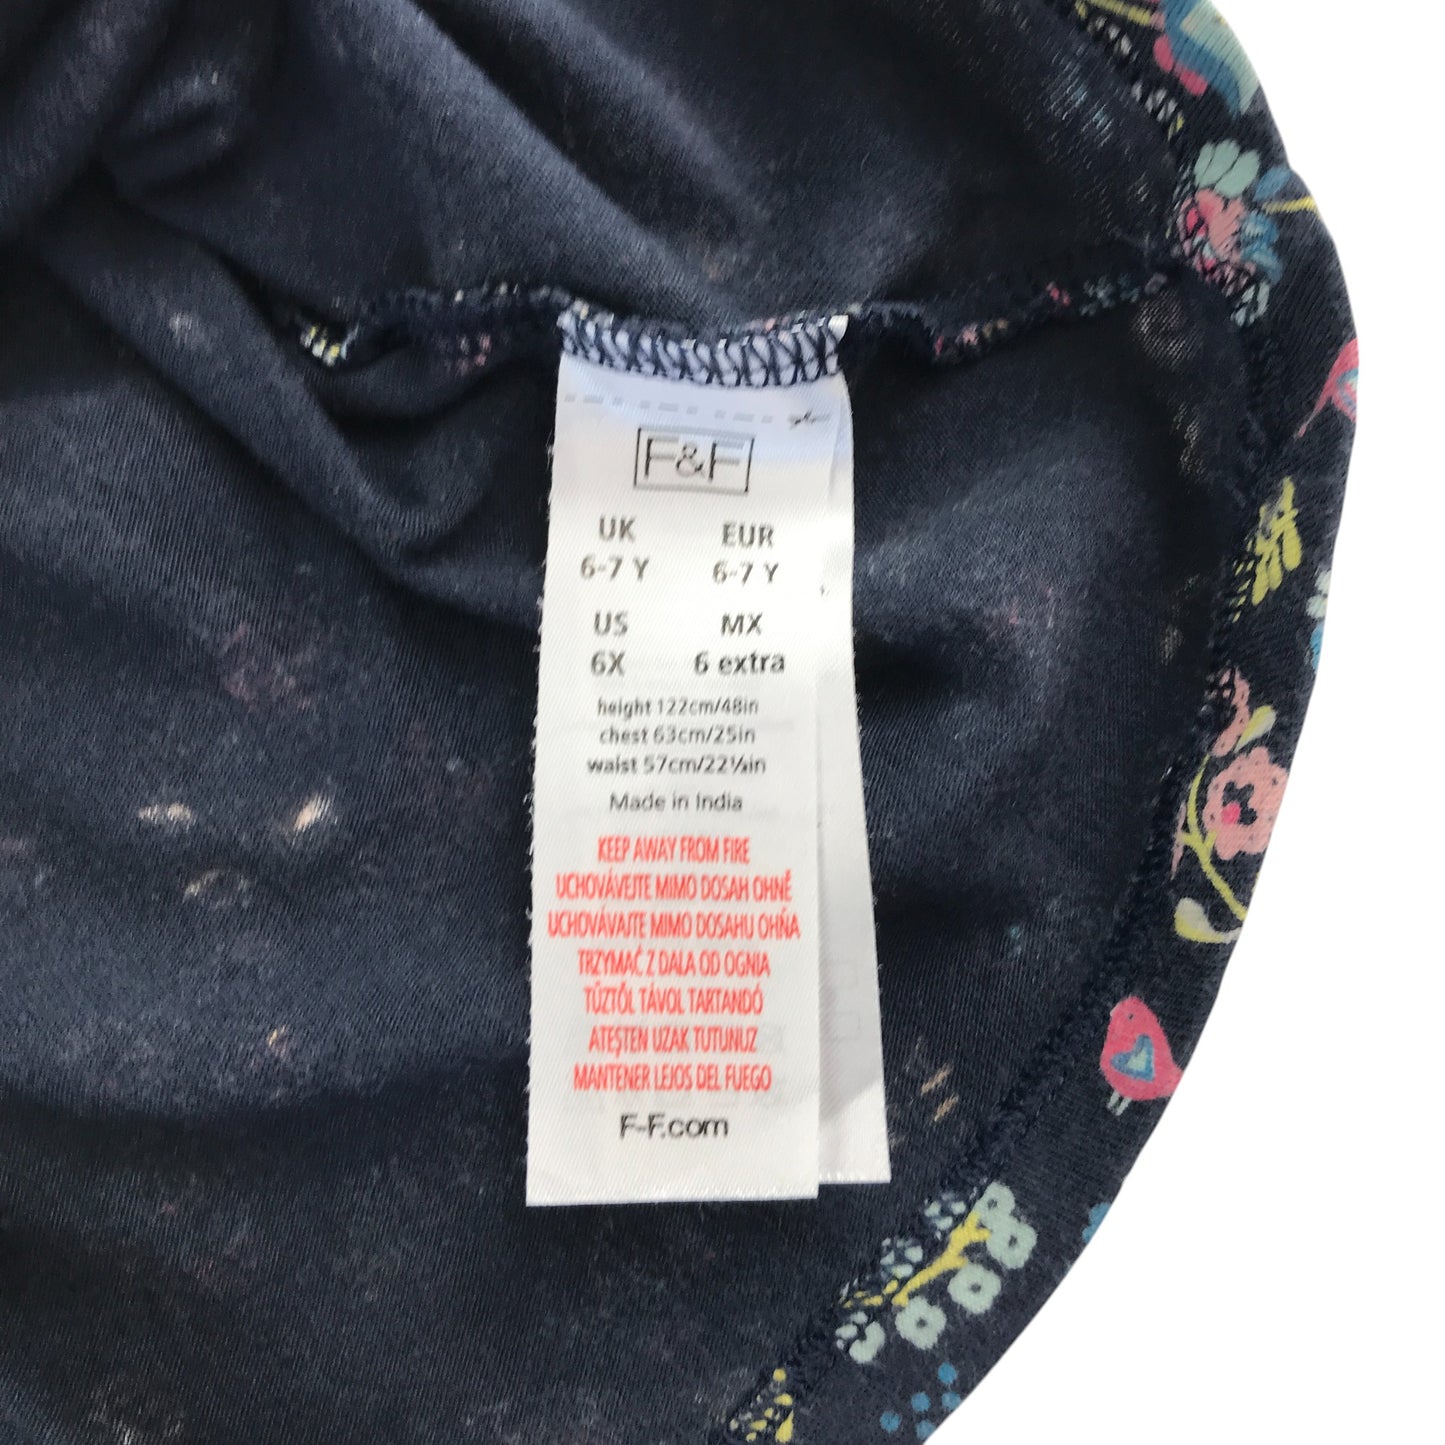 F&F
UK EUR
6-7 Y 6-7 Y
US MX
6X 6 extra
height 122cm/48in
chest 63cm/25in
waist 57cm/22½in
Made in India
KEEP AWAY FROM FIRE
UCHOVÁVEJTE MIMO DOSAH OHNĚ
UCHOVÁVAJTE MIMO DOSAHU OHŇA
TRZYMAĆ Z DALA OD OGNIA
TŰZTŐL TÁVOL TARTANDÓ
ATEŞTEN UZAK TUTUNUZ
MANTENER LEJOS DEL FUEGO
F-F.com